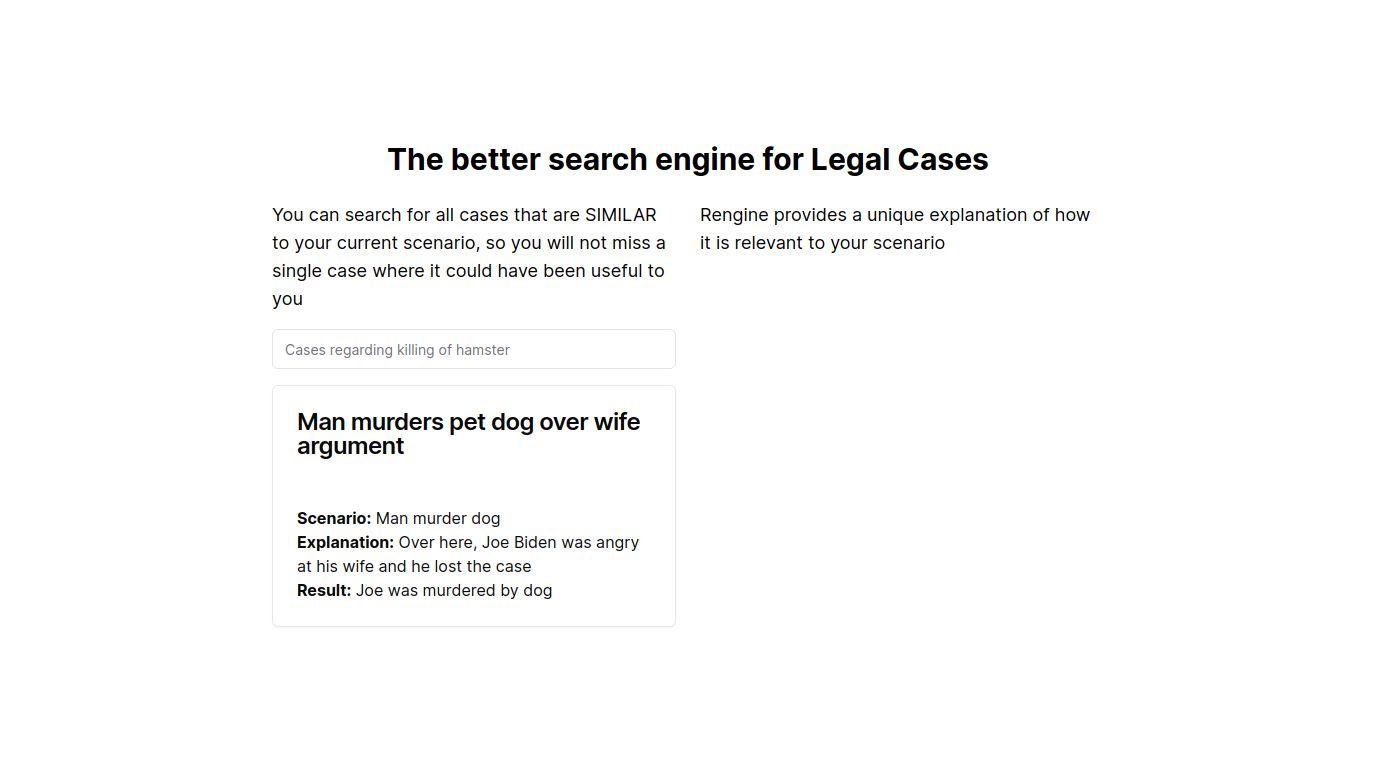 The better search engine for Legal Cases
You can search for all cases that are SIMILAR
to your current scenario, so you will not miss a
single case where it could have been useful to
you
Rengine provides a unique explanation of how
it is relevant to your scenario
Cases regarding killing of hamster
Man murders pet dog over wife
argument
Scenario: Man murder dog
Explanation: Over here, Joe Biden was angry
at his wife and he lost the case
Result: Joe was murdered by dog